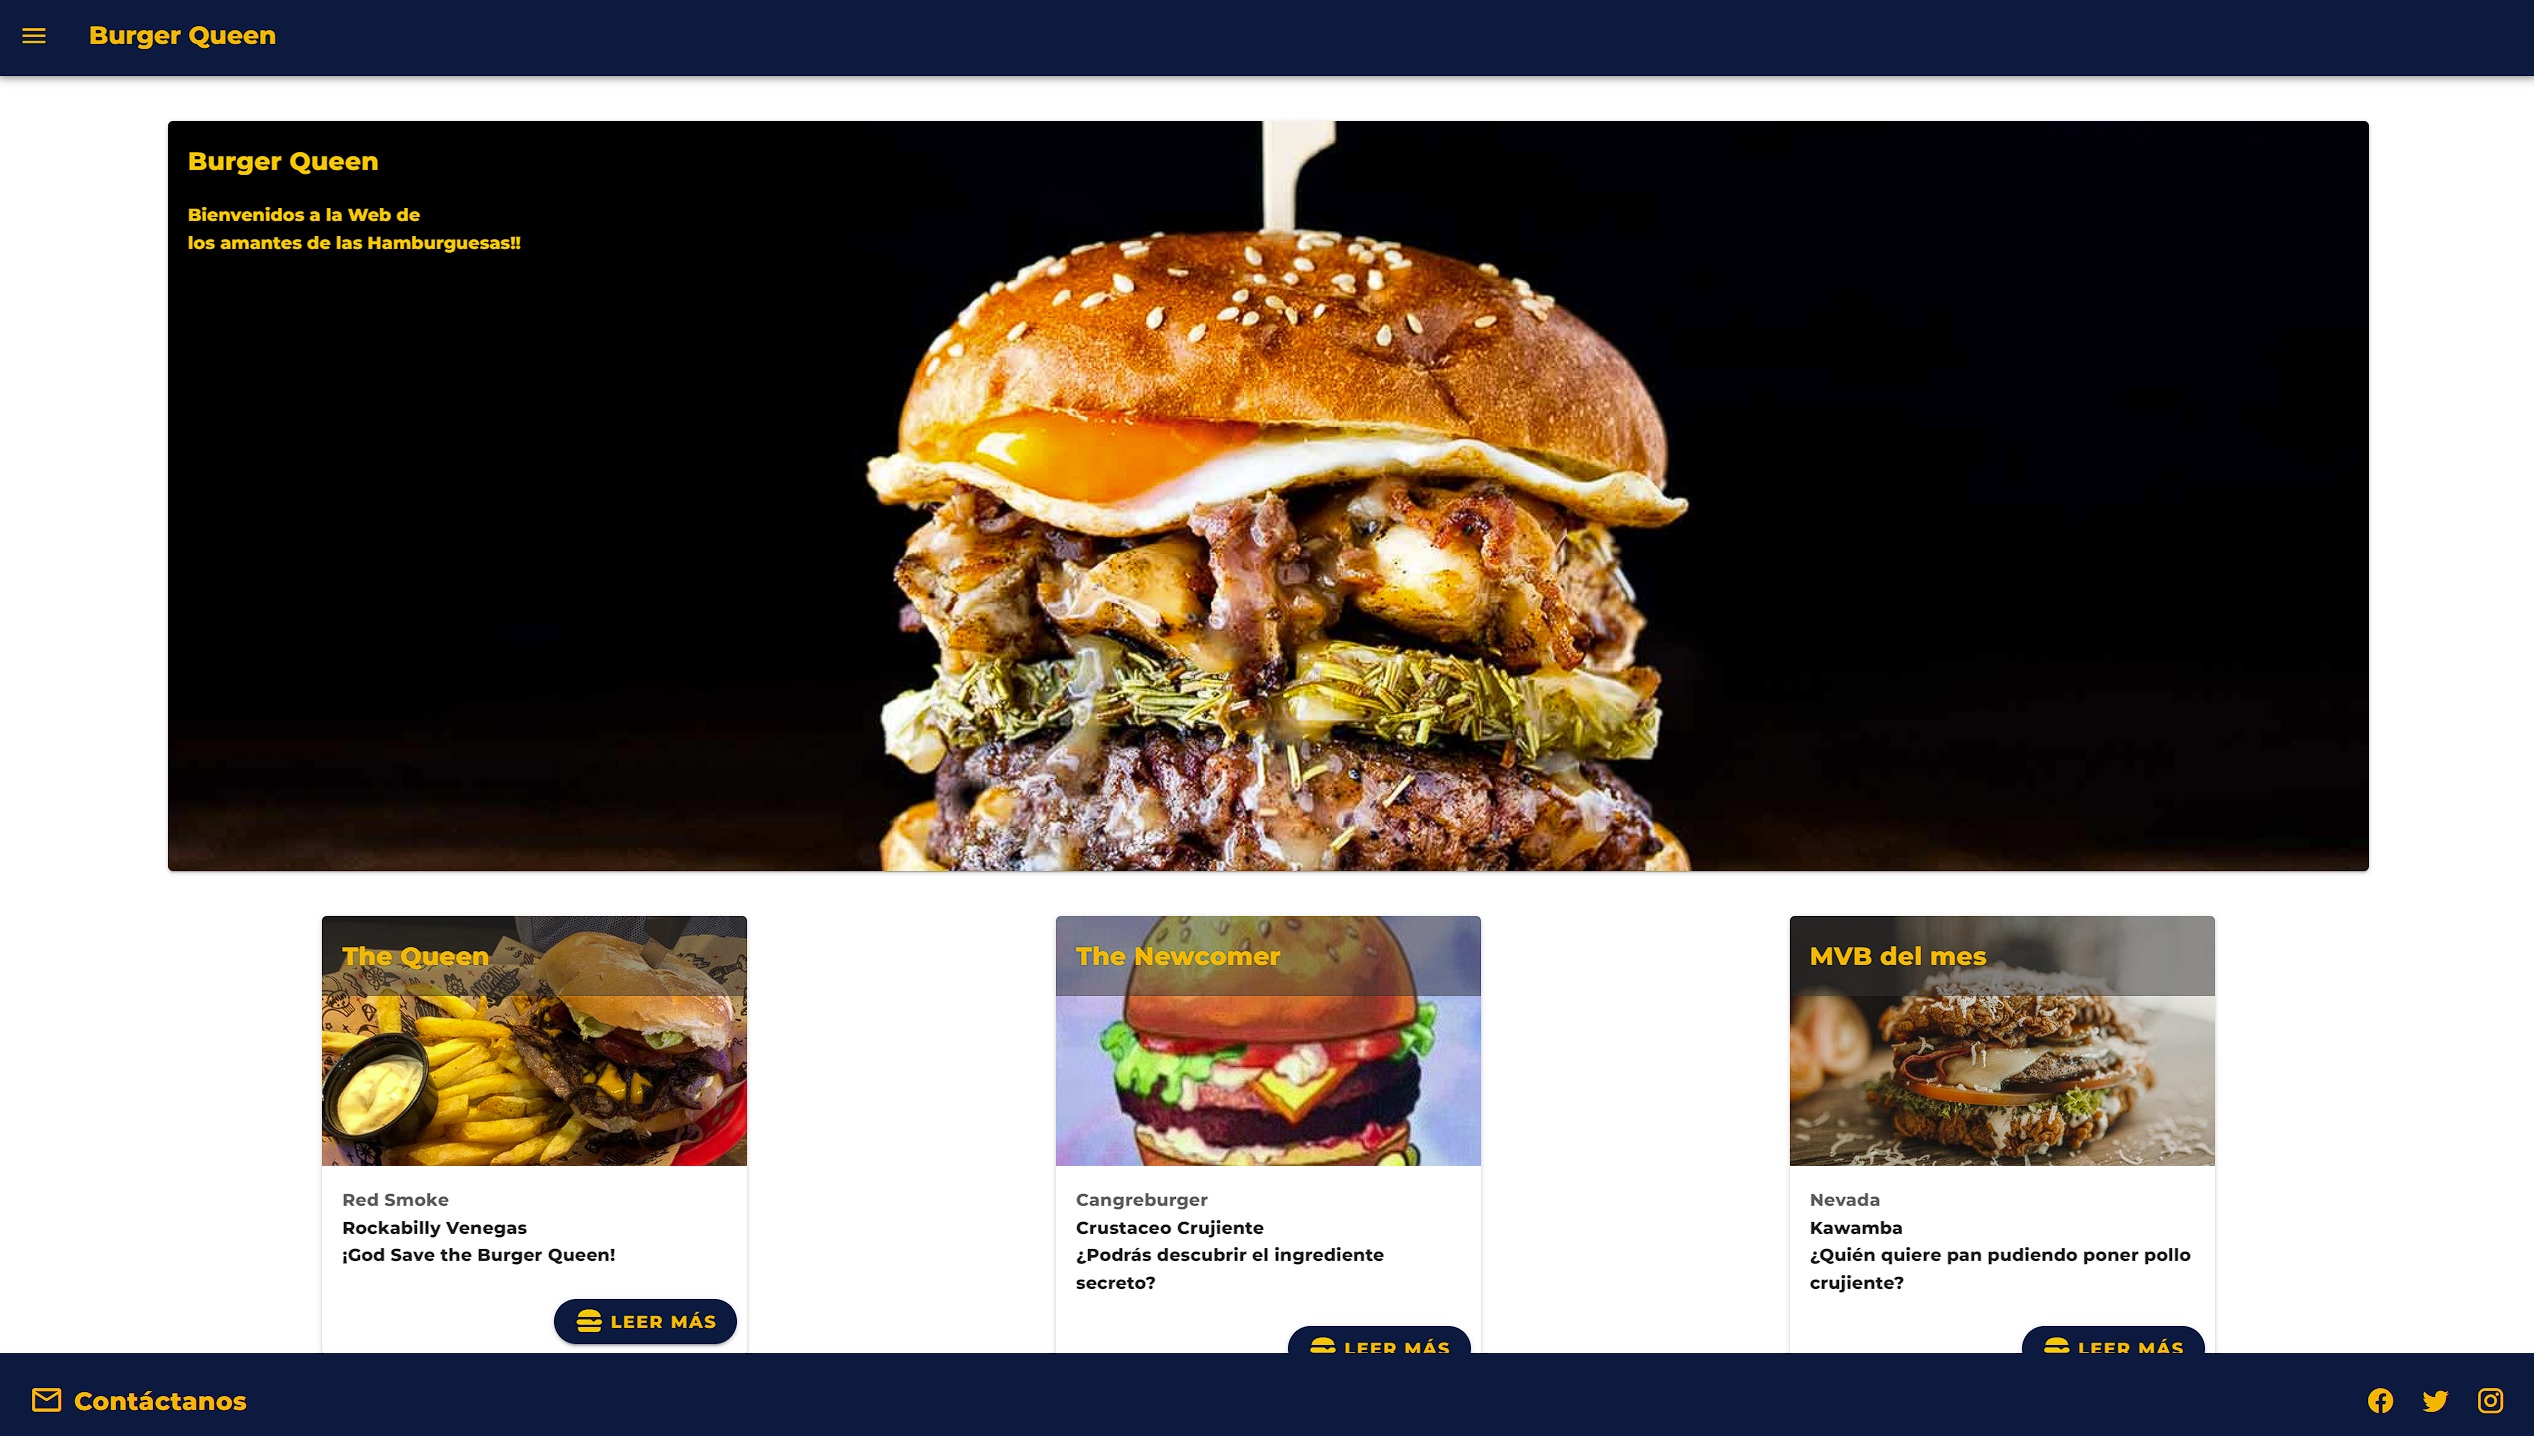 Burger Queen
Burger Queen
Bienvenidos a la Web de
los amantes de las Hamburguesas!!
The Queen
Red Smoke
Rockabilly Venegas
¡God Save the Burger Queen!
LEER MÁS
The Newcomer
Cangreburger
Crustaceo Crujiente
¿Podrás descubrir el ingrediente
secreto?
LEER MÁS
MVB del mes
Nevada
Kawamba
¿Quién quiere pan pudiendo poner pollo
crujiente?
LEER MÁS
Contáctanos